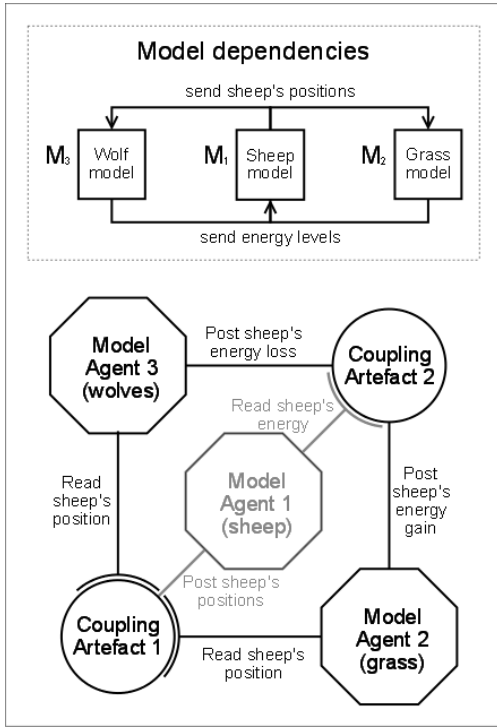 Model dependencies
send sheep's positions
M3
Wolf
model
M1
Sheep
model
M2
Grass
model
send energy levels
Model
Agent 3
(wolves)
Post sheep's
energy loss
Coupling
Artefact 2
Read sheep's
energy
Read
sheep's
position
Model
Agent 1
(sheep)
Post
sheep's
energy
gain
Post sheep's
positions
Coupling
Artefact 1
Read sheep's
position
Model
Agent 2
(grass)